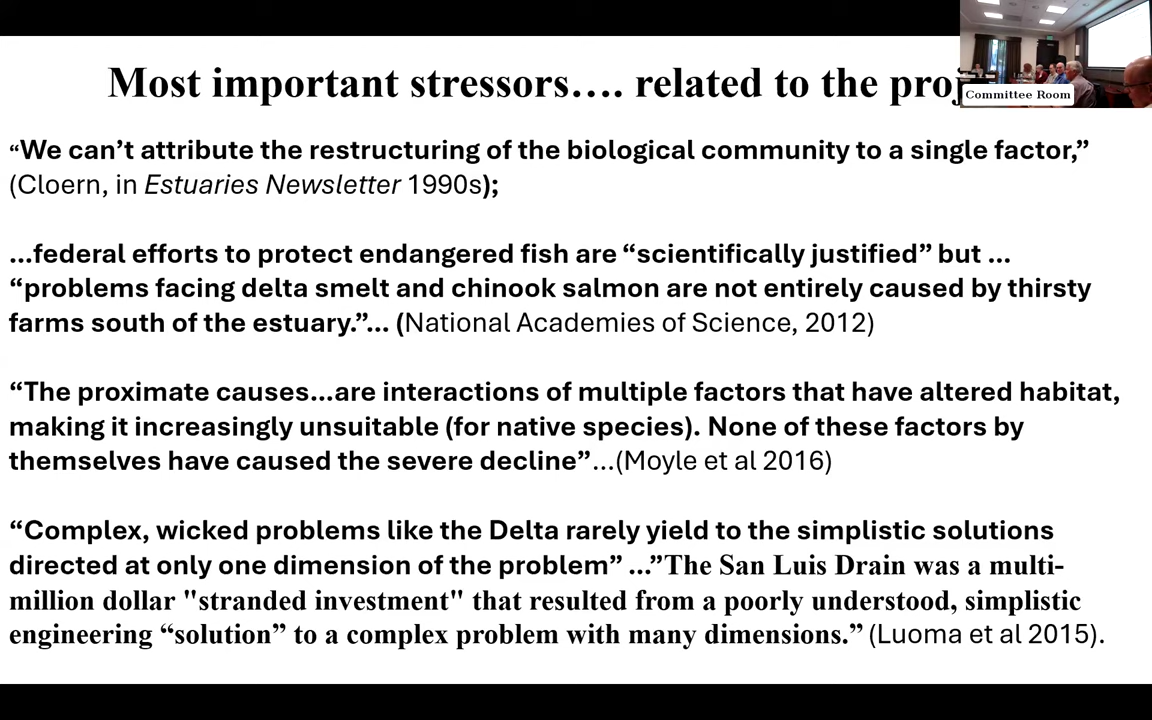 Most important stressors…. related to the proj
Committee Room
“We can’t attribute the restructuring of the biological community to a single factor,”
(Cloern, in Estuaries Newsletter 1990s);
…federal efforts to protect endangered fish are “scientifically justified” but …
“problems facing delta smelt and chinook salmon are not entirely caused by thirsty
farms south of the estuary.”… (National Academies of Science, 2012)
“The proximate causes…are interactions of multiple factors that have altered habitat,
making it increasingly unsuitable (for native species). None of these factors by
themselves have caused the severe decline”…(Moyle et al 2016)
“Complex, wicked problems like the Delta rarely yield to the simplistic solutions
directed at only one dimension of the problem” …”The San Luis Drain was a multi-
million dollar "stranded investment" that resulted from a poorly understood, simplistic
engineering “solution” to a complex problem with many dimensions.” (Luoma et al 2015).